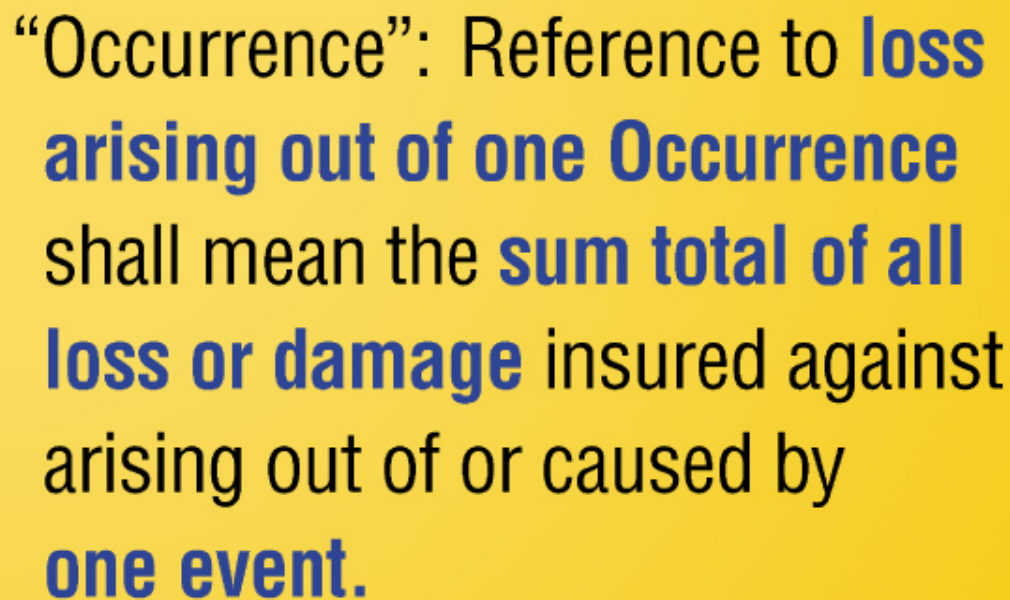 “Occurrence”: Reference to loss
arising out of one Occurrence
shall mean the sum total of all
loss or damage insured against
arising out of or caused by
one event.